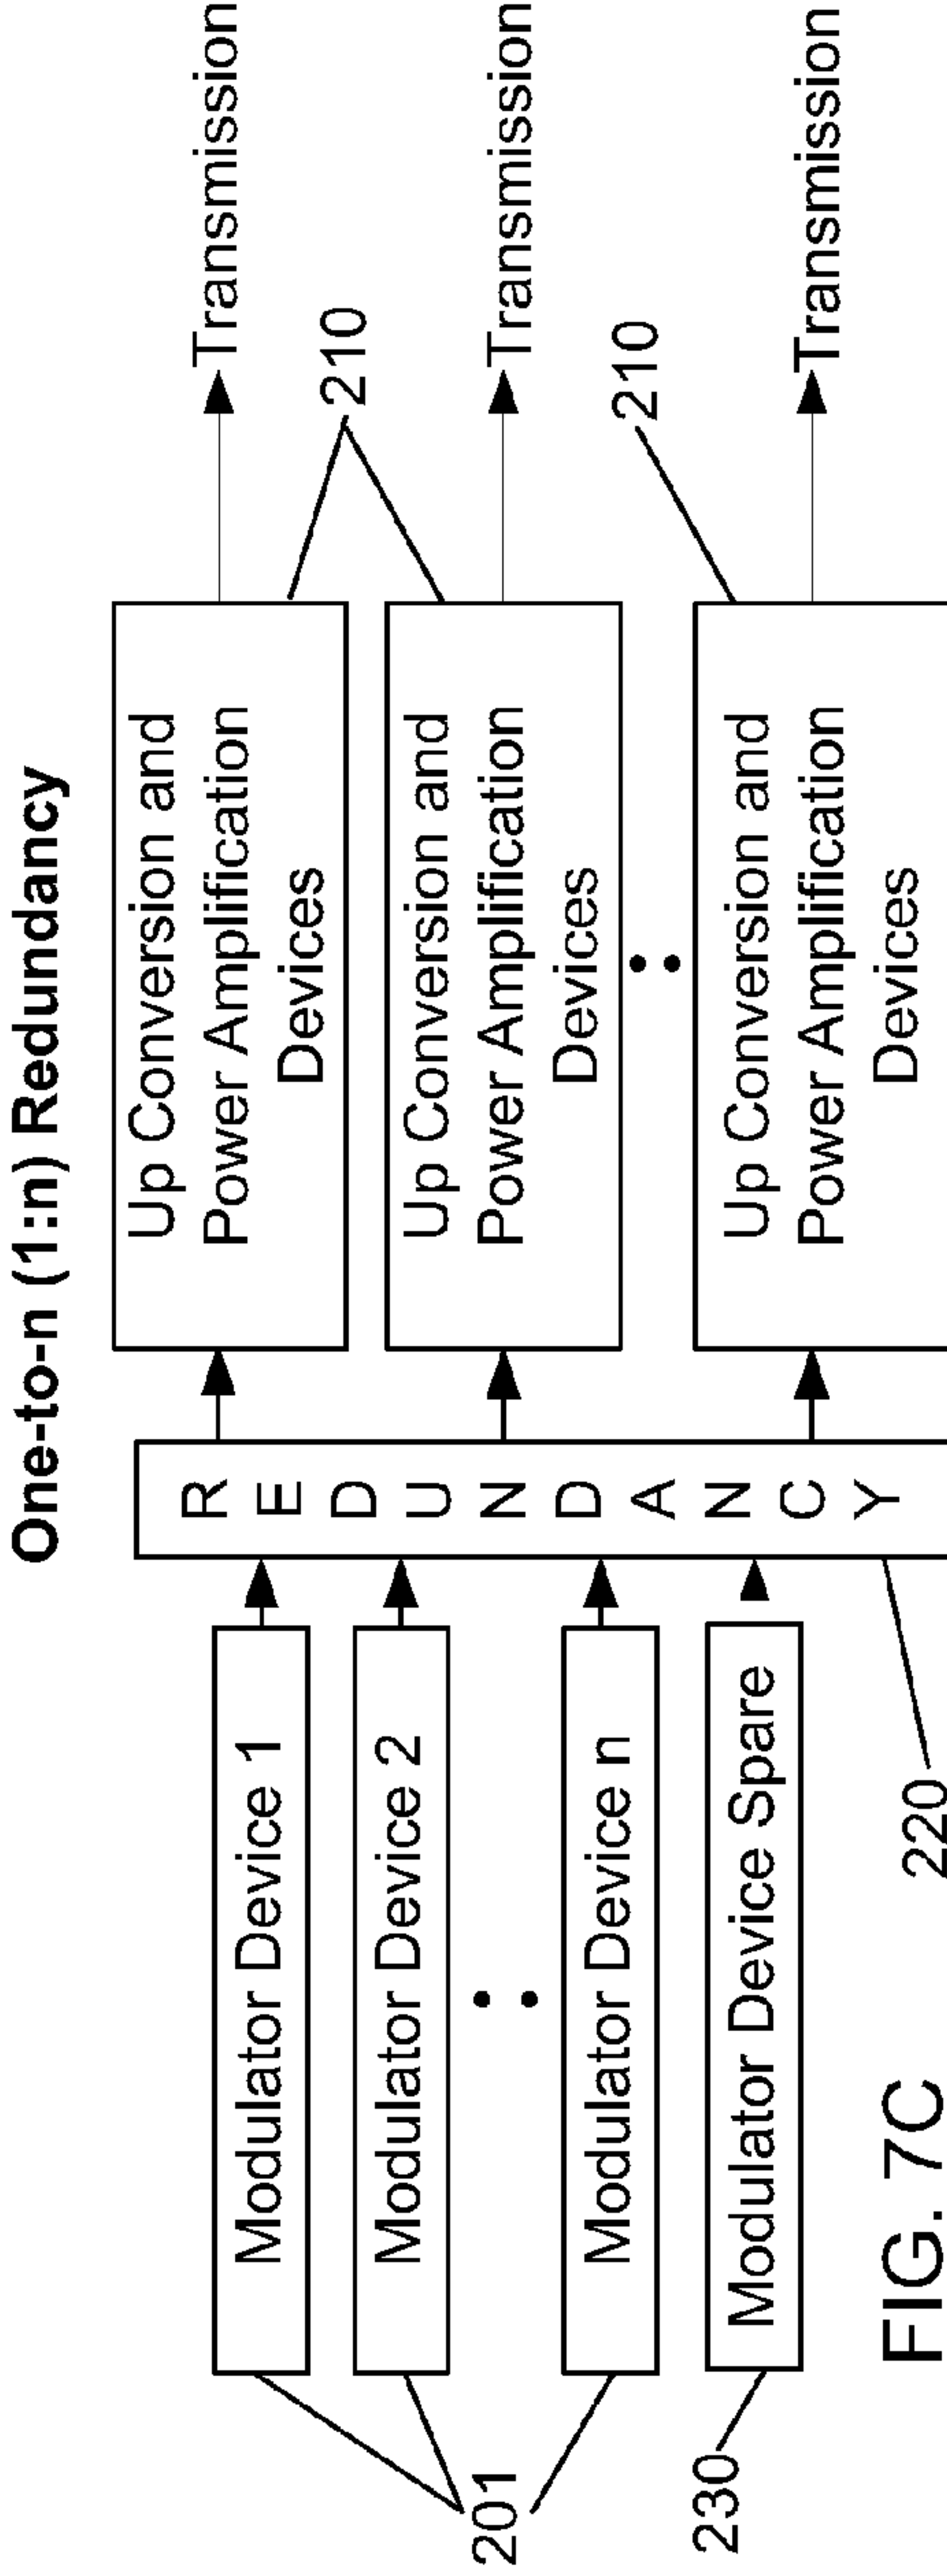 One-to-n (1:n) Redundancy
Modulator Device 1
Modulator Device 2
Modulator Device n
Modulator Device Spare
201
230
R
E
D
U
N
D
A
N
C
Y
220
Up Conversion and
Power Amplification
Devices
Up Conversion and
Power Amplification
Devices
Up Conversion and
Power Amplification
Devices
210
210
Transmission
Transmission
Transmission
FIG. 7C